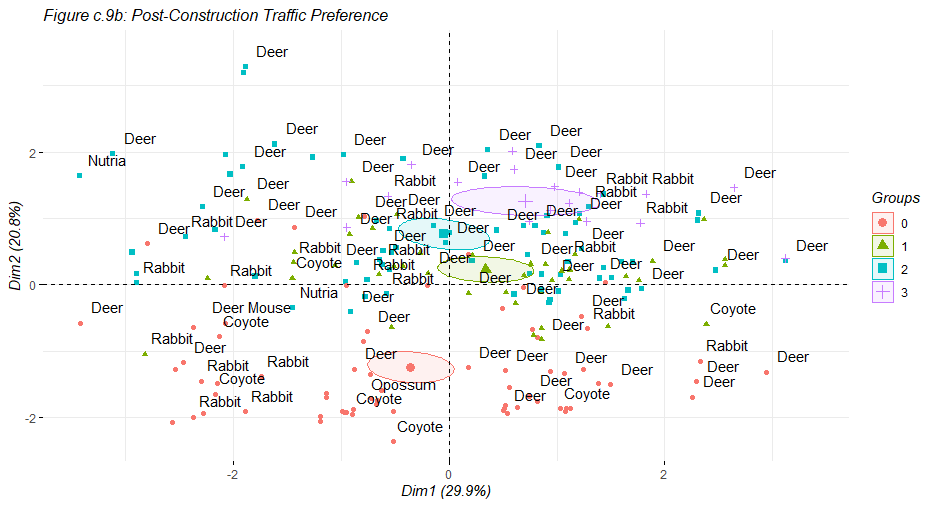 Figure c.9b: Post-Construction Traffic Preference
Deer
Deer Deer
Deer Deer Deer
Nutria Deer Deer Deer Deer
Deer Deer Deer Deer
Deer Deer Rabbit Rabbit Rabbit
Deer Deer Deer Rabbit
Deer Deer Deer Deer Deer
Rabbit Deer Deer Rabbit Deer Deer Deer
Deer Deer Deer
Rabbit Deer Rabbit Deer Deer Rabbit Deer Deer
Rabbit Rabbit Coyote Deer Rabbit Deer Deer
Rabbit Deer Deer Deer
Nutria Deer
Deer Deer Mouse Deer Coyote
Coyote Deer Rabbit
Rabbit Deer Rabbit
Rabbit Rabbit Deer Deer Deer Deer Deer Deer
Coyote Opossum Deer Deer Deer
Rabbit Rabbit Coyote Deer Coyote
Coyote
2
0
-2
-2
0
2
Dim1 (29.9%)
Dim2 (20.8%)
Groups
0
1
2
3